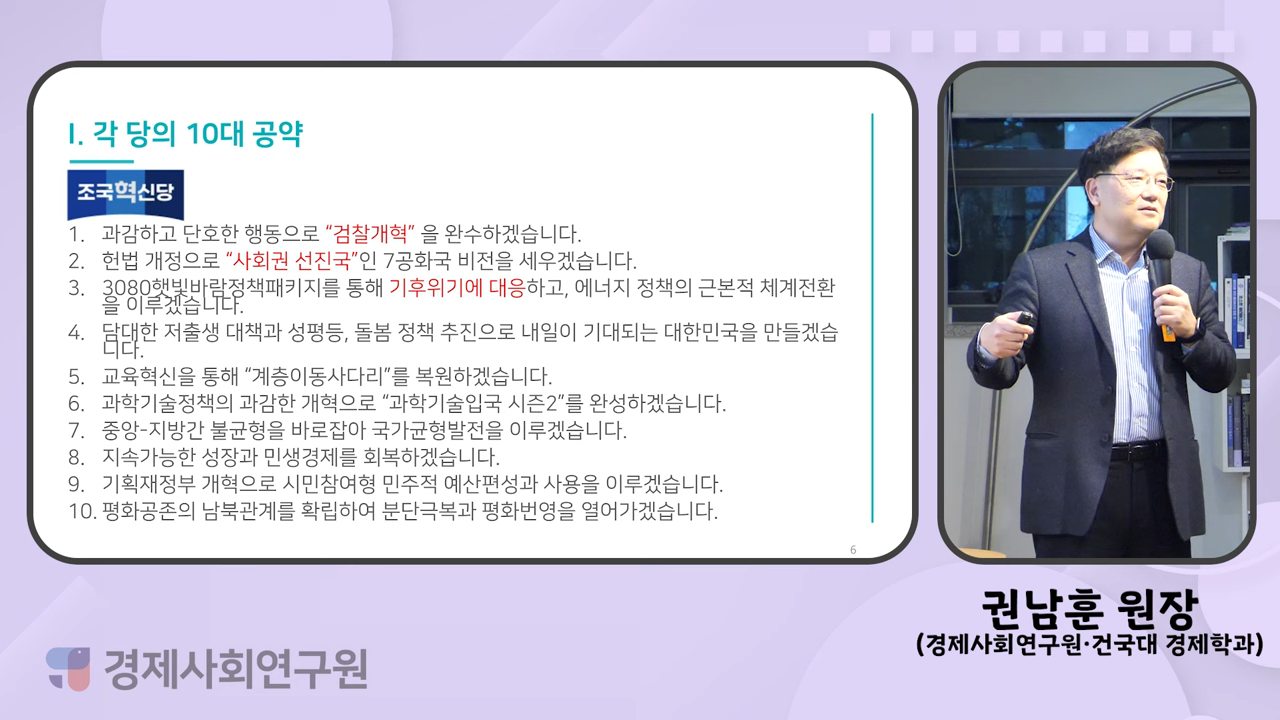 I. 각 당의 10대 공약
조국혁신당
1. 과감하고 단호한 행동으로 “검찰개혁” 을 완수하겠습니다.
2. 헌법 개정으로 “사회권 선진국”인 7공화국 비전을 세우겠습니다.
3. 3080햇빛바람정책패키지를 통해 기후위기에 대응하고, 에너지 정책의 근본적 체계전환
을 이루겠습니다.
4. 담대한 저출생 대책과 성평등, 돌봄 정책 추진으로 내일이 기대되는 대한민국을 만들겠습
니다.
5. 교육혁신을 통해 “계층이동사다리”를 복원하겠습니다.
6. 과학기술정책의 과감한 개혁으로 “과학기술입국 시즌2”를 완성하겠습니다.
7. 중앙-지방간 불균형을 바로잡아 국가균형발전을 이루겠습니다.
8. 지속가능한 성장과 민생경제를 회복하겠습니다.
9. 기획재정부 개혁으로 시민참여형 민주적 예산편성과 사용을 이루겠습니다.
10. 평화공존의 남북관계를 확립하여 분단극복과 평화번영을 열어가겠습니다.
6
권남훈 원장
(경제사회연구원·건국대 경제학과)
경제사회연구원